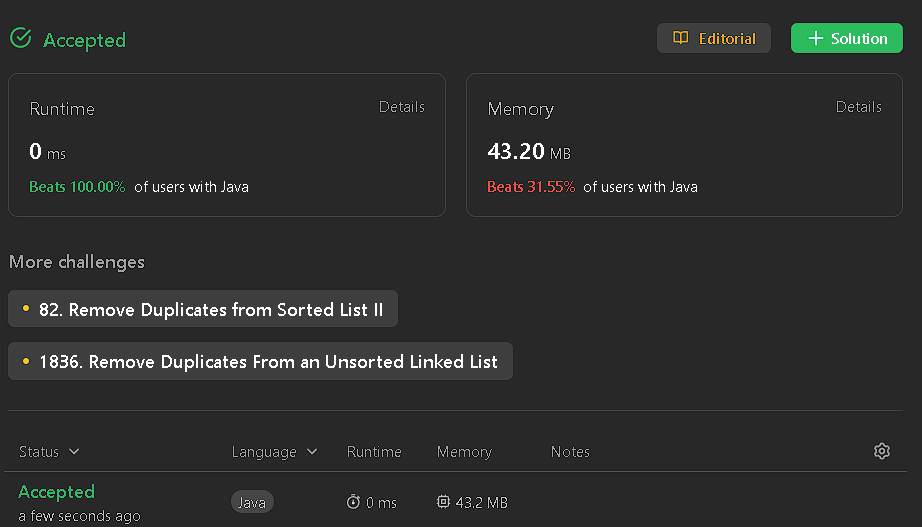 Accepted
Editorial
Solution
Runtime
Details
0 ms
Beats 100.00% of users with Java
Memory
Details
43.20 MB
Beats 31.55% of users with Java
More challenges
82. Remove Duplicates from Sorted List II
1836. Remove Duplicates From an Unsorted Linked List
Status Language Runtime Memory Notes
Accepted
a few seconds ago
Java
0 ms
43.2 MB